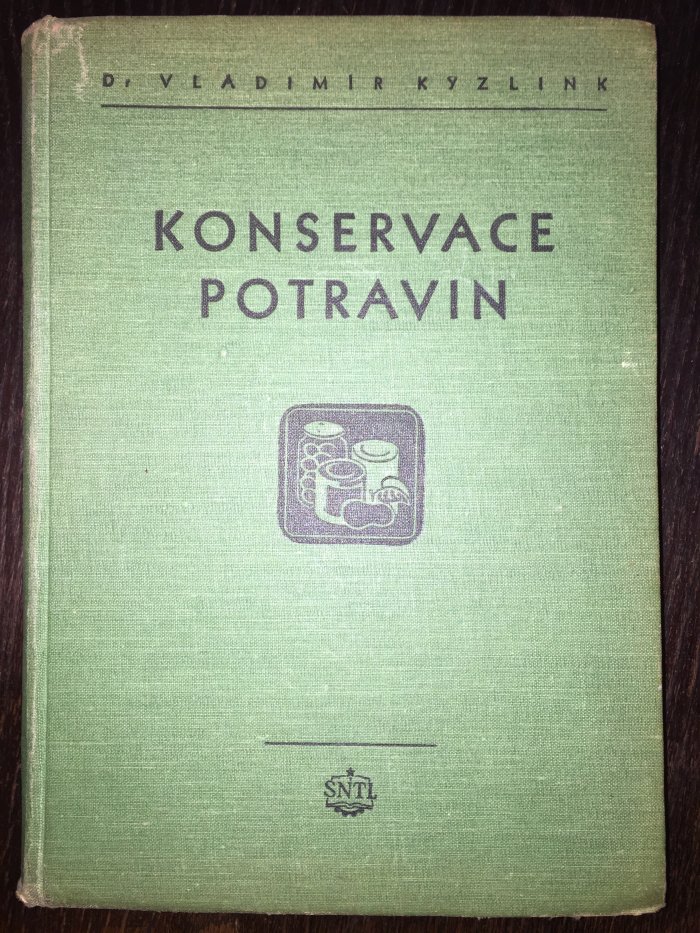 Dr VLADIMÍR KYZLINK
KONSERVACE
POTRAVIN
SNTL